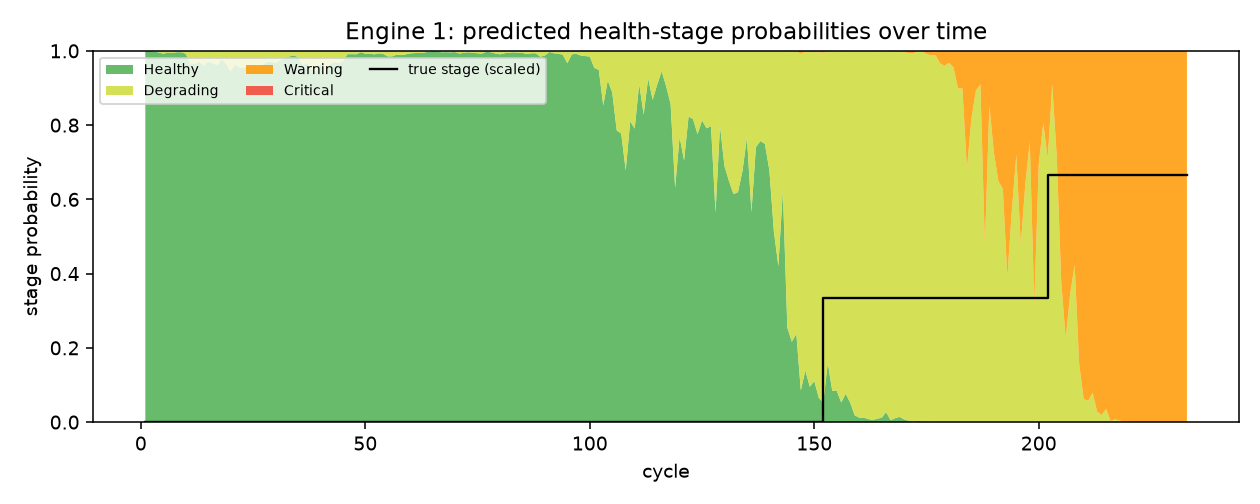 Engine 1: predicted health-stage probabilities over time
Healthy Warning true stage (scaled)
Degrading Critical
stage probability
1.0
0.8
0.6
0.4
0.2
0.0
0 50 100 150 200
cycle